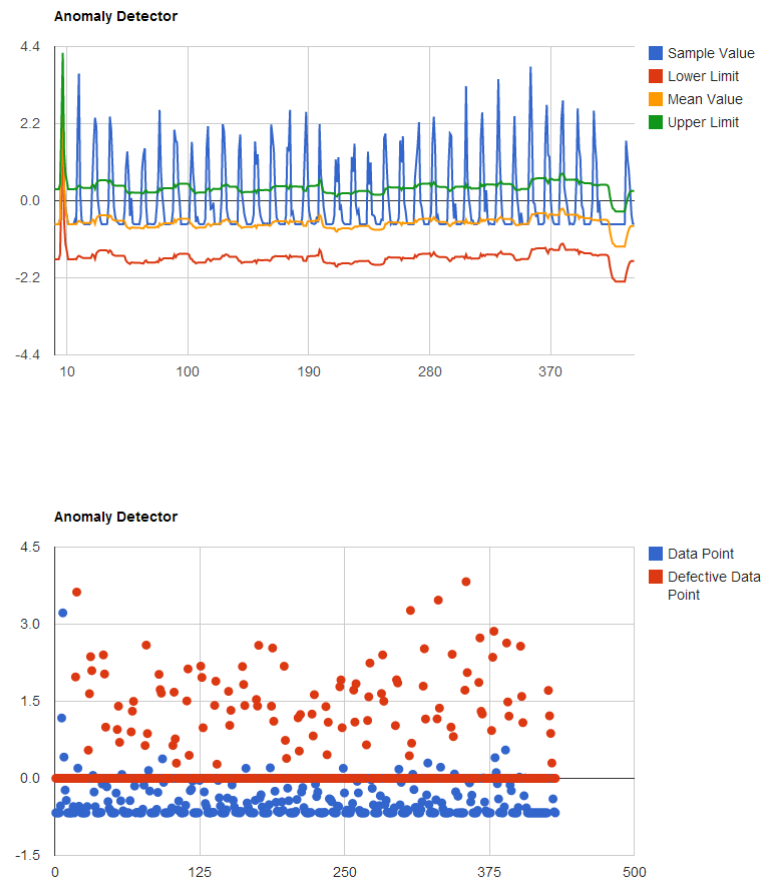 Anomaly Detector
4.4
2.2
0.0
-2.2
-4.4
10
100
190
280
370
Sample Value
Lower Limit
Mean Value
Upper Limit
Anomaly Detector
4.5
3.0
1.5
0.0
-1.5
0
125
250
375
500
Data Point
Defective Data
Point